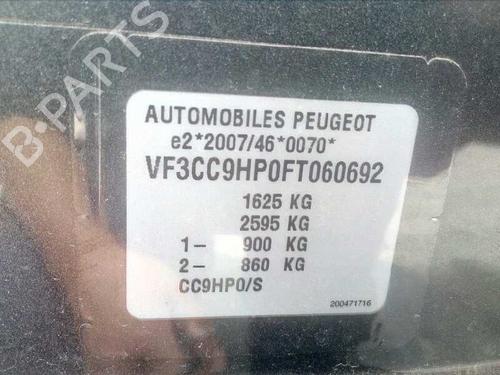 B-PARTS
AUTOMOBILES PEUGEOT
e2*2007/46*0070*
VF3CC9HP0FT060692
1625 KG
2595 KG
1- 900 KG
2- 860 KG
CC9HP0/S
200471716